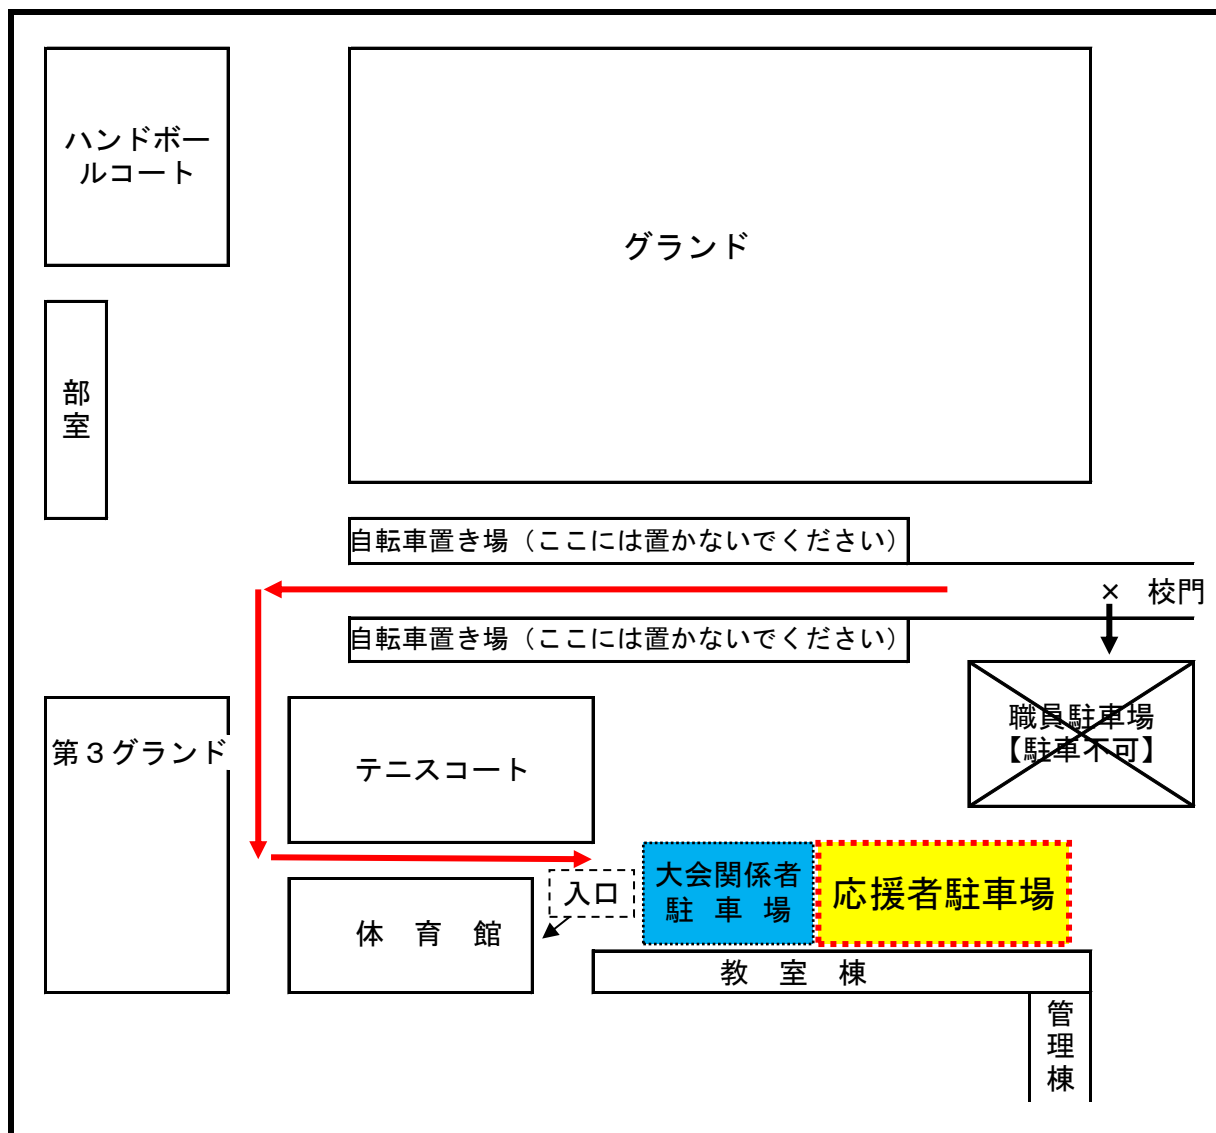 ハンドボー
ルコート
グランド
部
室
自転車置き場（ここには置かないでください）
× 校門
自転車置き場（ここには置かないでください）
職員駐車場
【駐車不可】
第３グランド
テニスコート
大会関係者
駐 車 場
応援者駐車場
入口
体 育 館
教 室 棟
管
理
棟